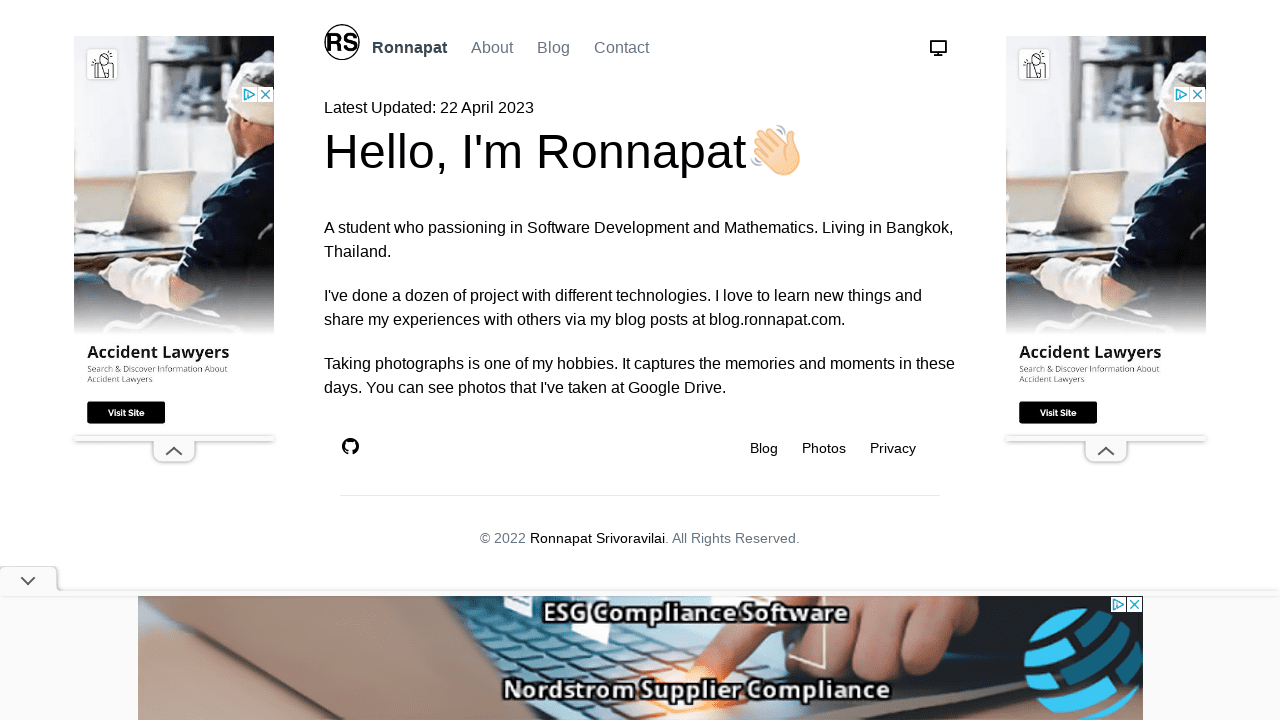 RS Ronnapat About Blog Contact
Latest Updated: 22 April 2023
Hello, I'm Ronnapat
A student who passioning in Software Development and Mathematics. Living in Bangkok,
Thailand.
I've done a dozen of project with different technologies. I love to learn new things and
share my experiences with others via my blog posts at blog.ronnapat.com.
Taking photographs is one of my hobbies. It captures the memories and moments in these
days. You can see photos that I've taken at Google Drive.
Blog Photos Privacy
© 2022 Ronnapat Srivoravilai. All Rights Reserved.
Accident Lawyers
Search & Discover Information About
Accident Lawyers
Visit Site
Accident Lawyers
Search & Discover Information About
Accident Lawyers
Visit Site
ESG Compliance Software
Nordstrom Supplier Compliance